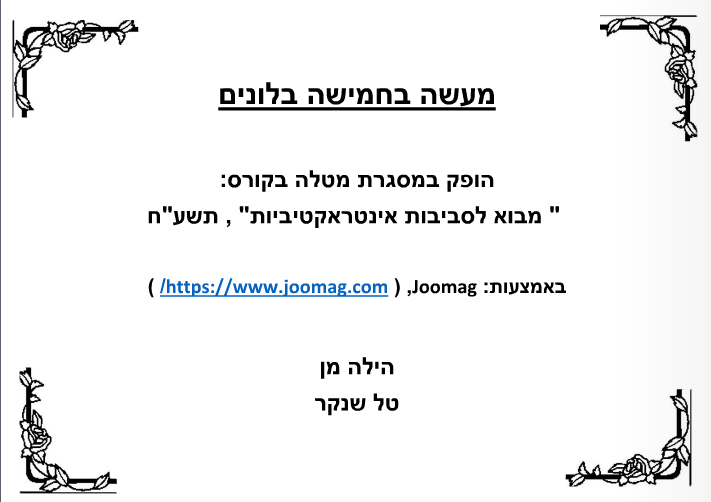 מעשה בחמישה בלונים
הופק במסגרת מטלה בקורס:
" מבוא לסביבות אינטראקטיביות" , תשע"ח
באמצעות: Joomag, ( https://www.joomag.com/ )
הילה מן
טל שנקר